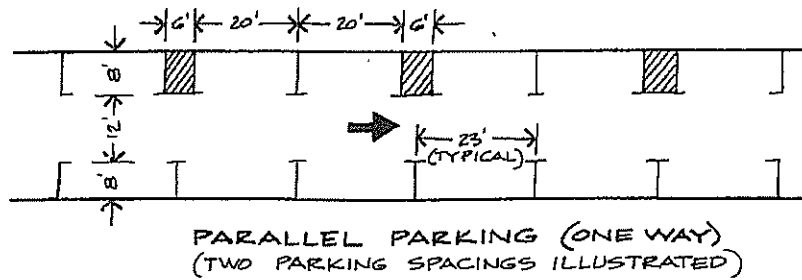 6' 20' 20' 6'
8'
12'
23'
(TYPICAL)
8'
PARALLEL PARKING (ONE WAY)
(TWO PARKING SPACINGS ILLUSTRATED)